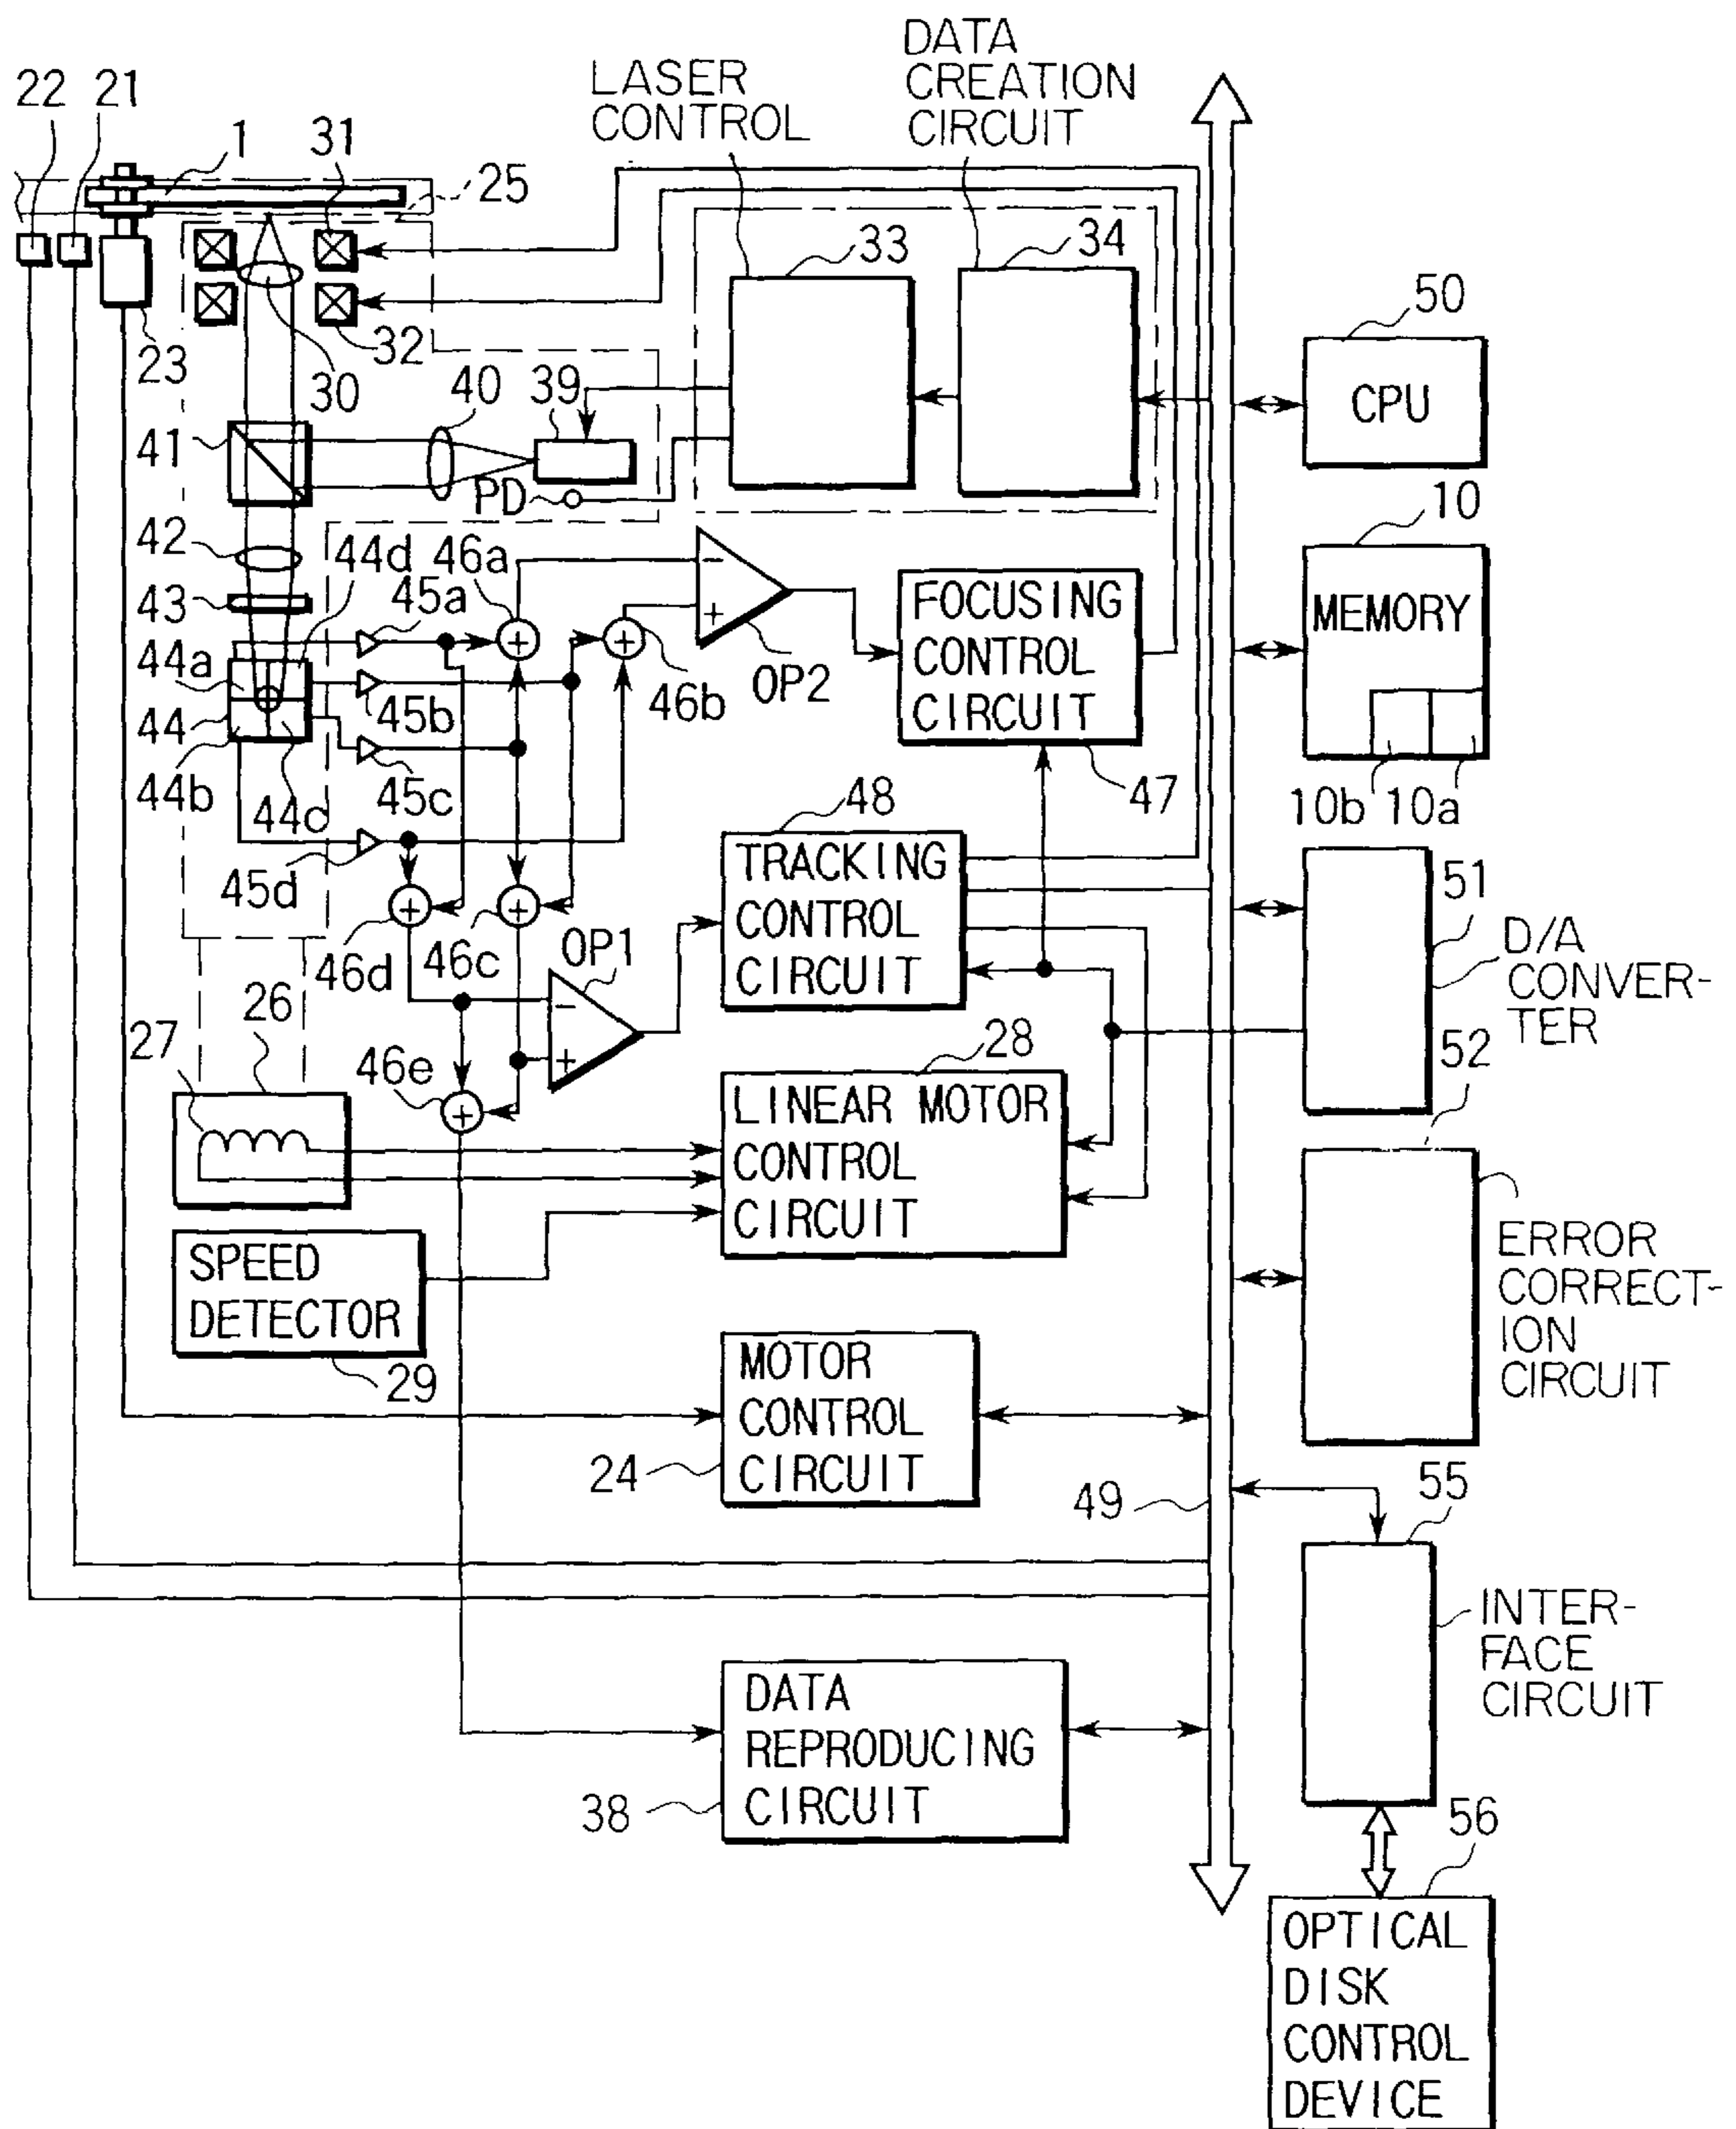 DATA
CREATION
CIRCUIT
LASER
CONTROL
22
21
1
31
25
33
34
23
30
32
40
39
41
PD
50
CPU
10
MEMORY
10b
10a
42
43
44d
46a
45a
44a
44
44b
44c
45b
45c
45d
46b
−
+
OP2
FOCUSING
CONTROL
CIRCUIT
47
48
TRACKING
CONTROL
CIRCUIT
46d
46c
OP1
−
+
46e
51
D/A
CONVER-
TER
52
27
26
28
LINEAR MOTOR
CONTROL
CIRCUIT
SPEED
DETECTOR
29
ERROR
CORRECT-
ION
CIRCUIT
MOTOR
CONTROL
CIRCUIT
24
49
55
INTER-
FACE
CIRCUIT
DATA
REPRODUCING
CIRCUIT
38
56
OPTICAL
DISK
CONTROL
DEVICE